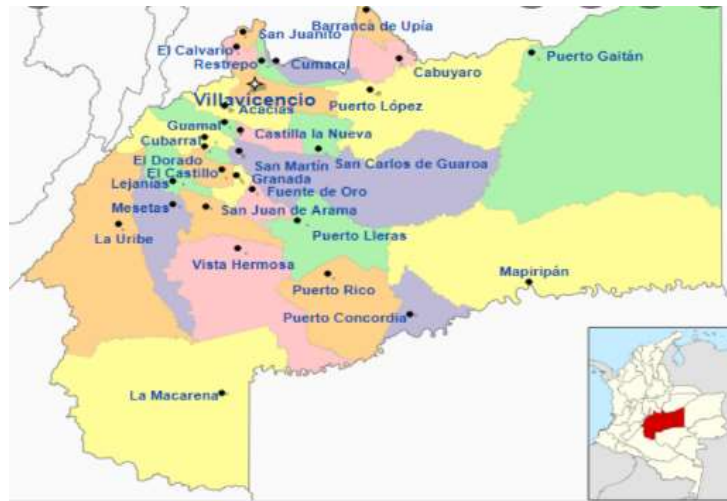 Barranca de Upía
San Juanito
El Calvario
Restrepo
Cumaral
Cabuyaro
Puerto Gaitán
Villavicencio
Puerto López
Acacías
Guamal
Castilla la Nueva
Cubarral
San Martín
San Carlos de Guaroa
El Dorado
El Castillo
Granada
Lejanías
Fuente de Oro
Mesetas
San Juan de Arama
La Uribe
Puerto Lleras
Vista Hermosa
Puerto Rico
Mapiripán
Puerto Concordia
La Macarena